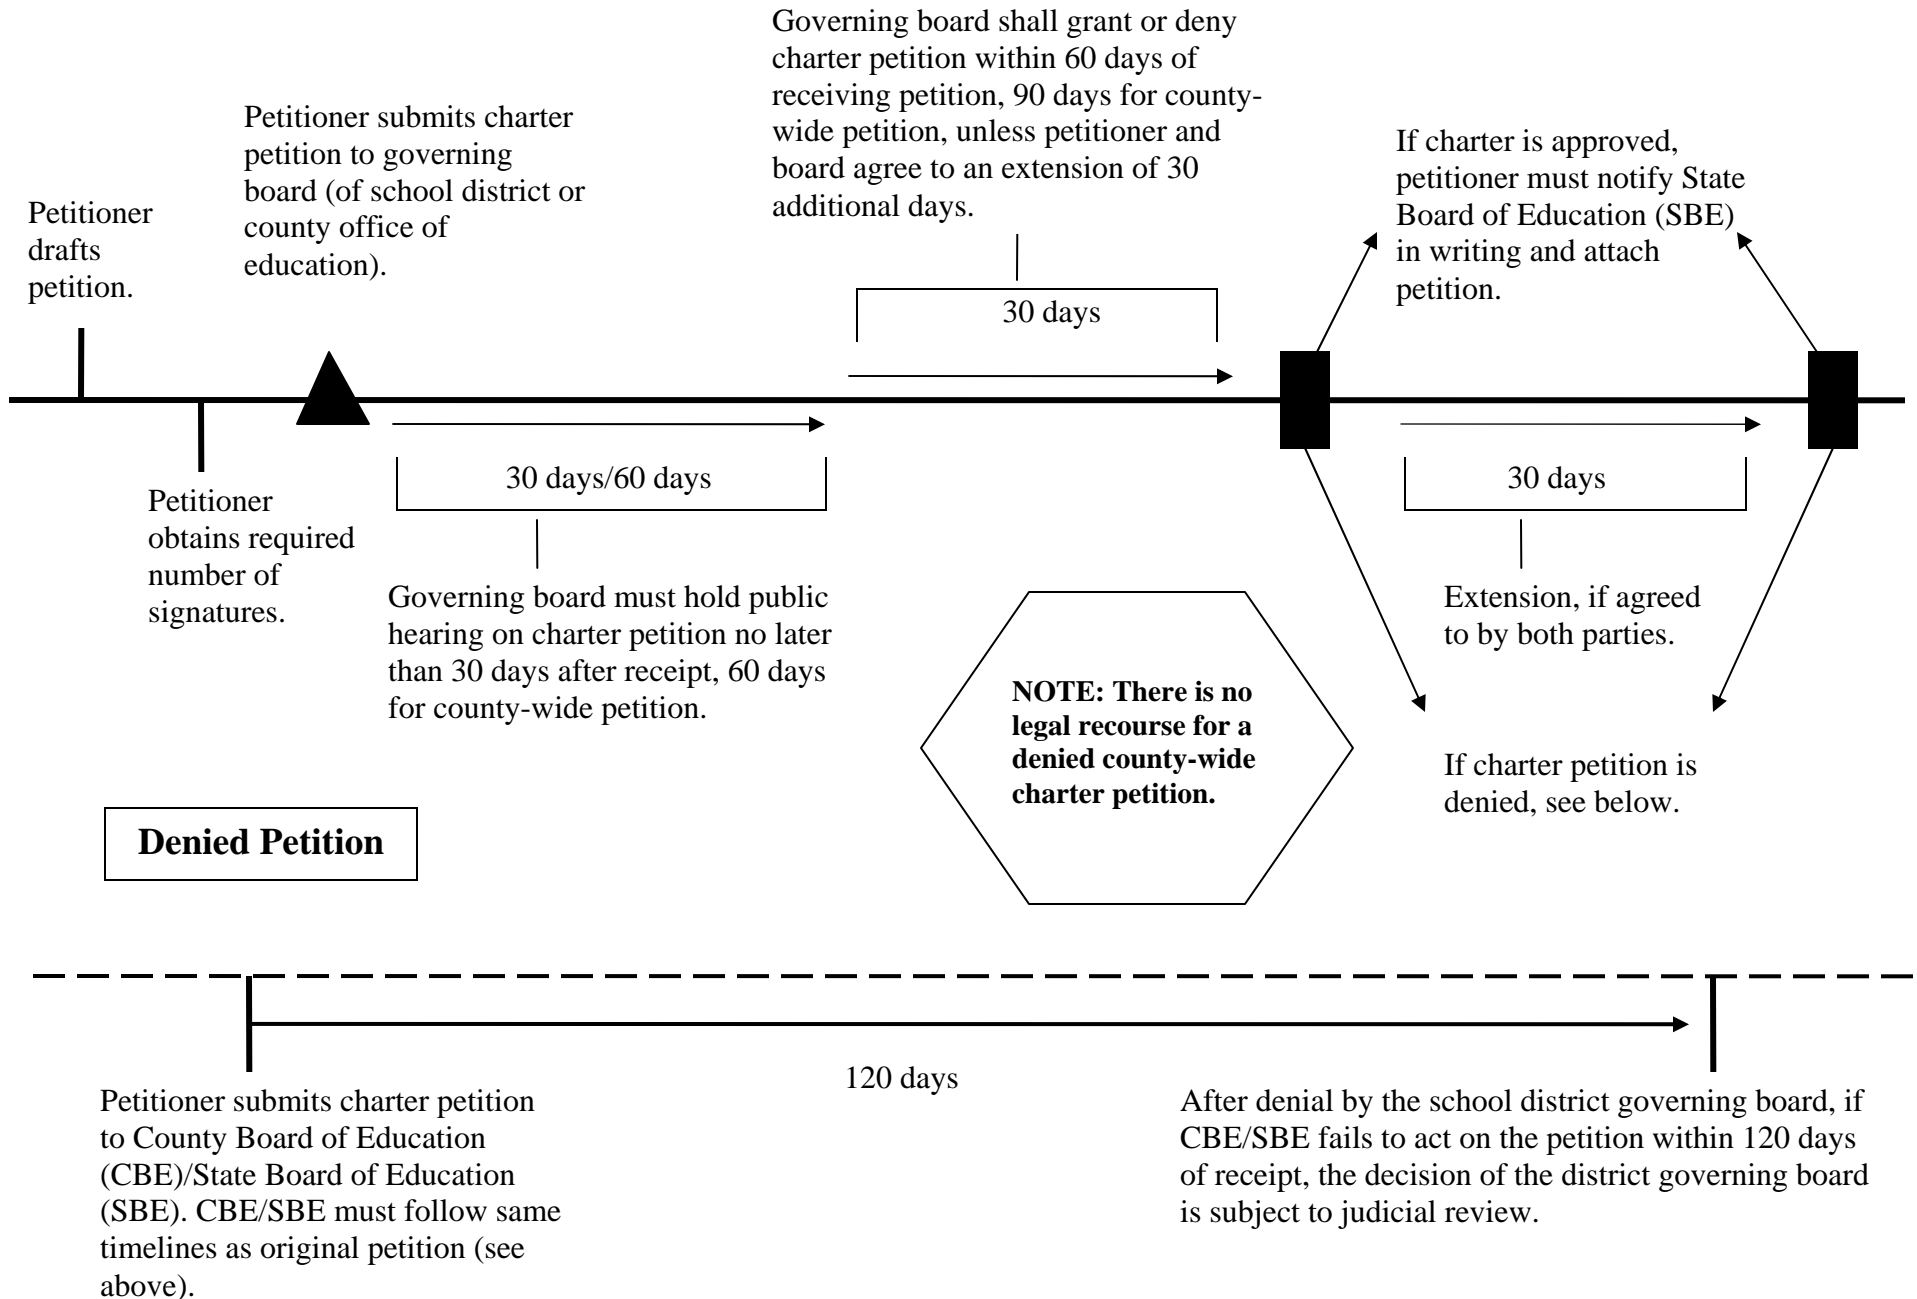 Governing board shall grant or deny
charter petition within 60 days of
receiving petition, 90 days for county-
wide petition, unless petitioner and
board agree to an extension of 30
additional days.
Petitioner submits charter
petition to governing
board (of school district or
county office of
education).
If charter is approved,
petitioner must notify State
Board of Education (SBE)
in writing and attach
petition.
Petitioner
drafts
petition.
30 days
30 days/60 days
30 days
Petitioner
obtains required
number of
signatures.
Governing board must hold public
hearing on charter petition no later
than 30 days after receipt, 60 days
for county-wide petition.
Extension, if agreed
to by both parties.
NOTE: There is no
legal recourse for a
denied county-wide
charter petition.
If charter petition is
denied, see below.
Denied Petition
120 days
Petitioner submits charter petition
to County Board of Education
(CBE)/State Board of Education
(SBE). CBE/SBE must follow same
timelines as original petition (see
above).
After denial by the school district governing board, if
CBE/SBE fails to act on the petition within 120 days
of receipt, the decision of the district governing board
is subject to judicial review.